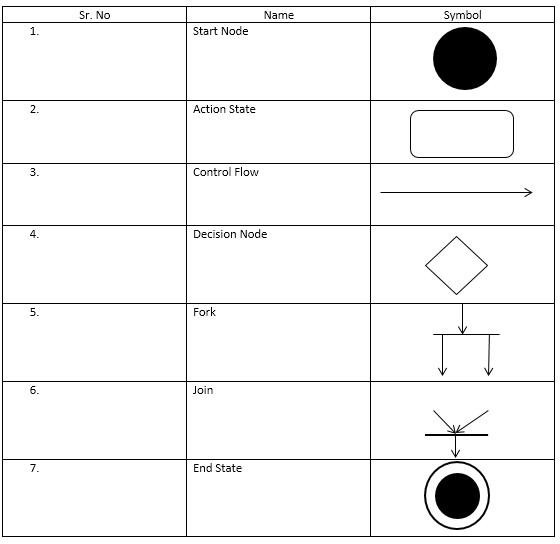 Sr. No Name Symbol
1. Start Node
2. Action State
3. Control Flow
4. Decision Node
5. Fork
6. Join
7. End State